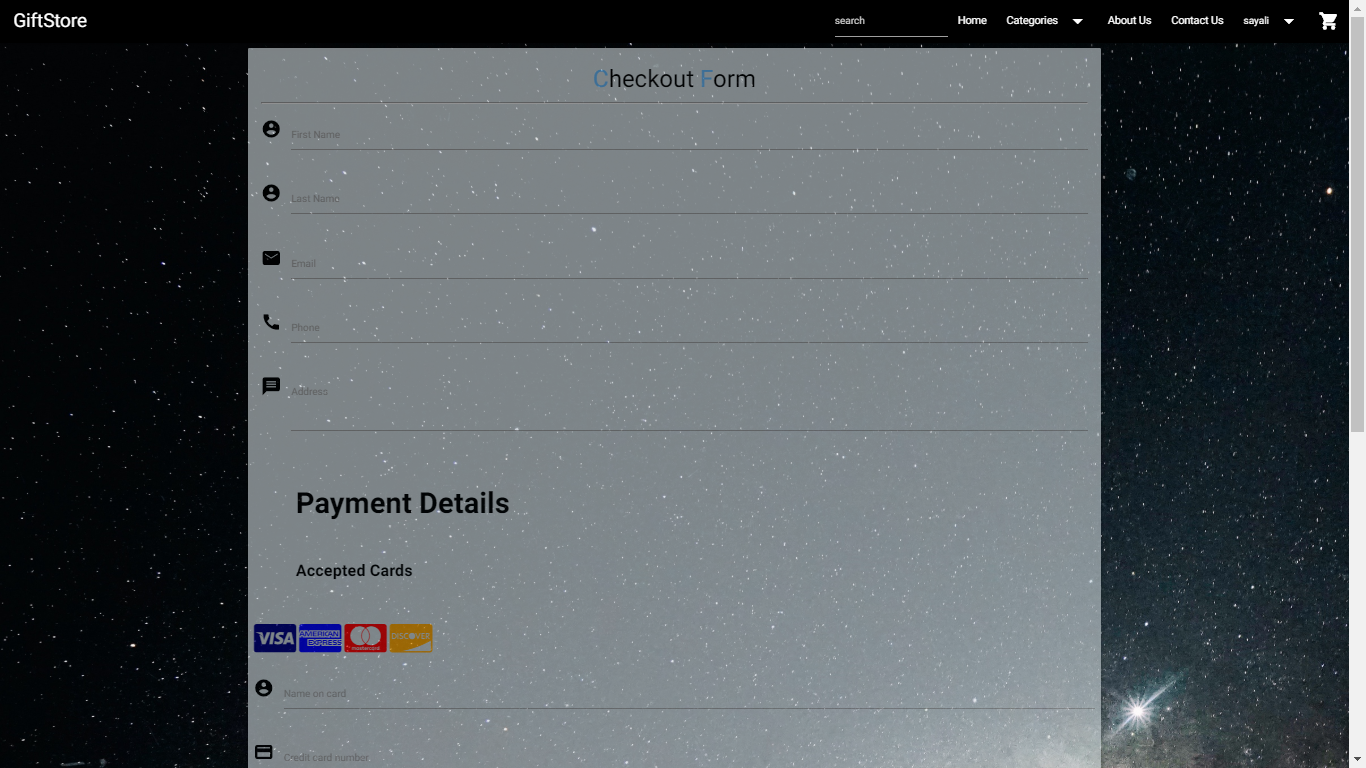 GiftStore search Home Categories About Us Contact Us sayali
Checkout Form
First Name
Last Name
Email
Phone
Address
Payment Details
Accepted Cards
VISA AMERICAN EXPRESS mastercard DISCOVER
Name on card
Credit card number